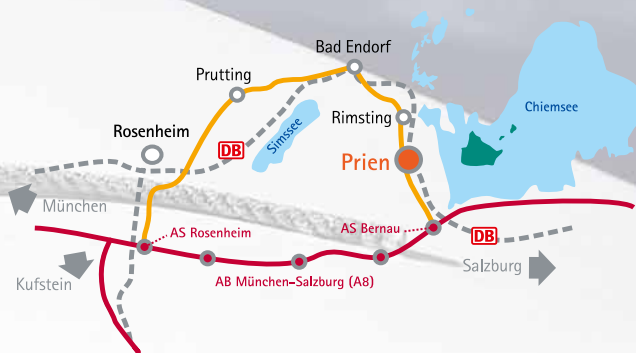 Bad Endorf
Prutting
Chiemsee
Rimsting
Rosenheim
DB
Simssee
Prien
München
AS Rosenheim
AS Bernau
DB
Salzburg
Kufstein
AB München–Salzburg (A8)